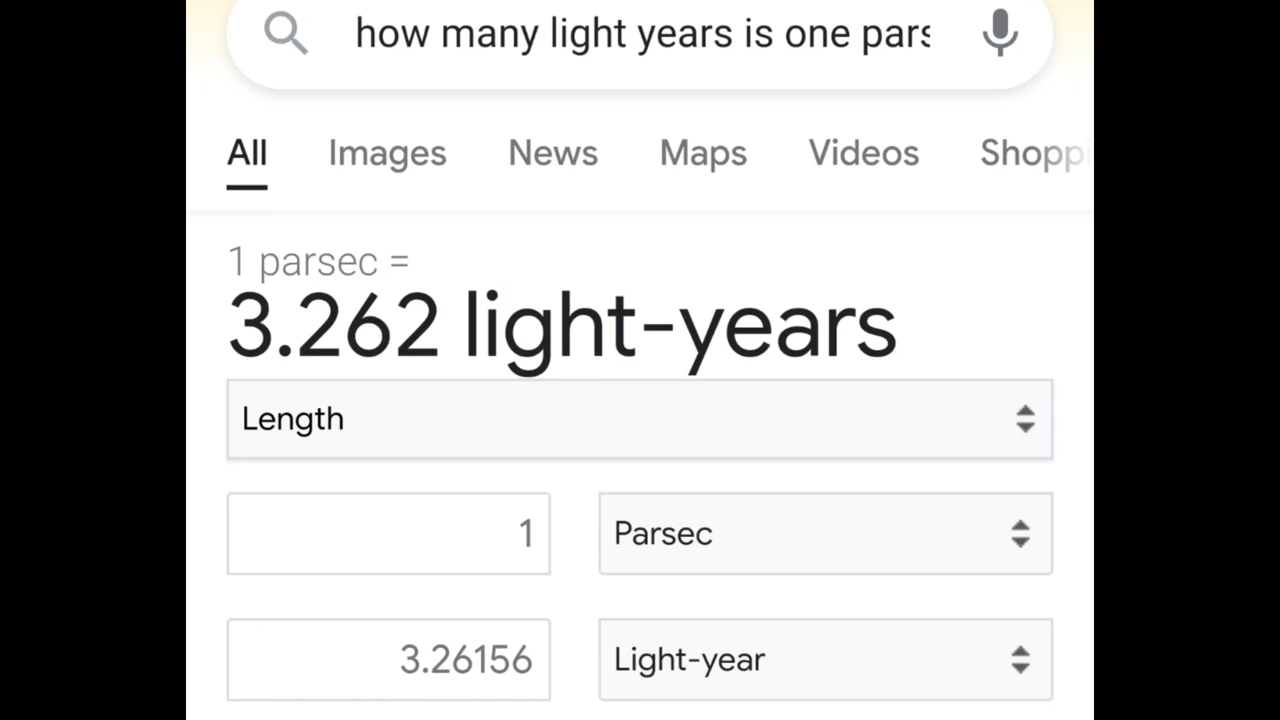 how many light years is one pars
All Images News Maps Videos Shoppi
1 parsec =
3.262 light-years
Length
1 Parsec
3.26156 Light-year